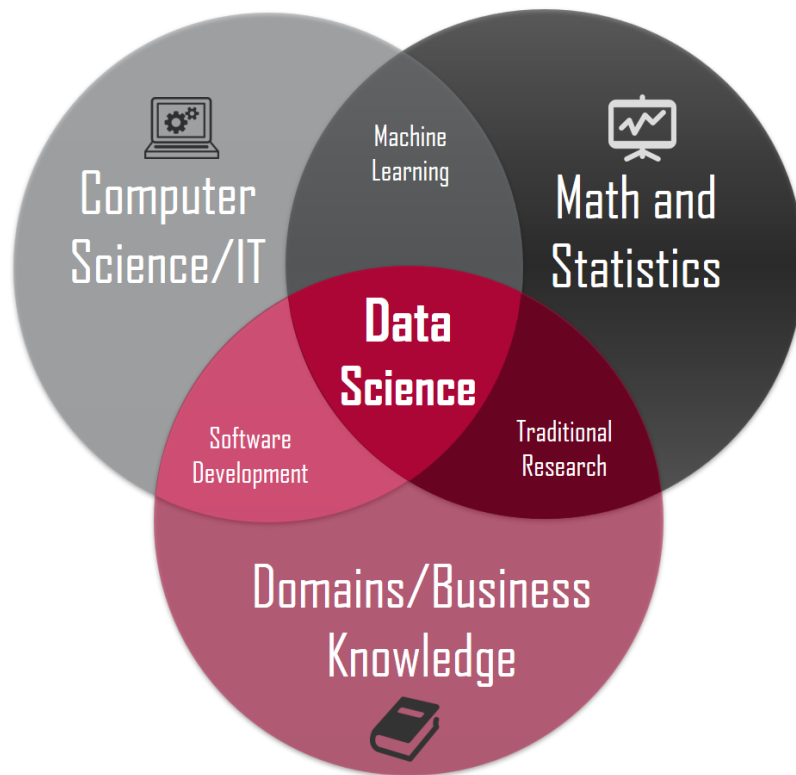 Machine
Learning
Computer
Science/IT
Math and
Statistics
Data
Science
Software
Development
Traditional
Research
Domains/Business
Knowledge